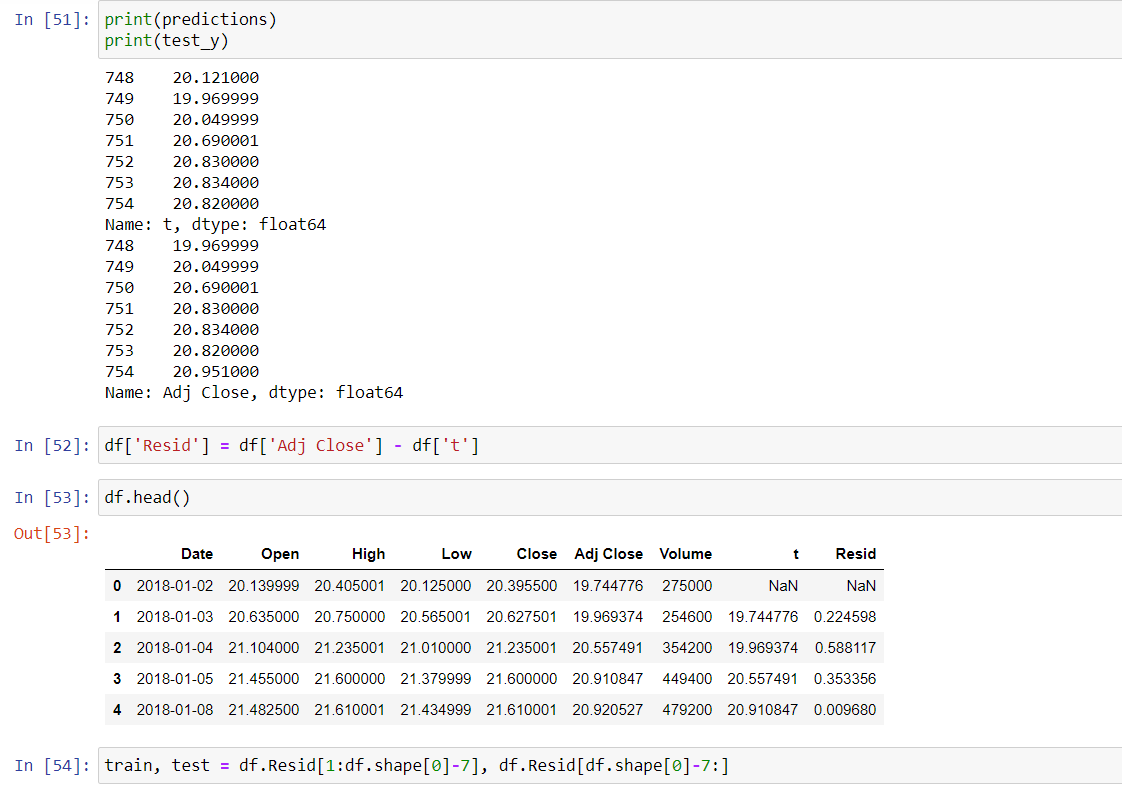 In [51]: print(predictions)
print(test_y)
748 20.121000
749 19.969999
750 20.049999
751 20.690001
752 20.830000
753 20.834000
754 20.820000
Name: t, dtype: float64
748 19.969999
749 20.049999
750 20.690001
751 20.830000
752 20.834000
753 20.820000
754 20.951000
Name: Adj Close, dtype: float64
In [52]: df['Resid'] = df['Adj Close'] - df['t']
In [53]: df.head()
Out[53]:
Date Open High Low Close Adj Close Volume t Resid
0 2018-01-02 20.139999 20.405001 20.125000 20.395500 19.744776 275000 NaN NaN
1 2018-01-03 20.635000 20.750000 20.565001 20.627501 19.969374 254600 19.744776 0.224598
2 2018-01-04 21.104000 21.235001 21.010000 21.235001 20.557491 354200 19.969374 0.588117
3 2018-01-05 21.455000 21.600000 21.379999 21.600000 20.910847 449400 20.557491 0.353356
4 2018-01-08 21.482500 21.610001 21.434999 21.610001 20.920527 479200 20.910847 0.009680
In [54]: train, test = df.Resid[1:df.shape[0]-7], df.Resid[df.shape[0]-7:]